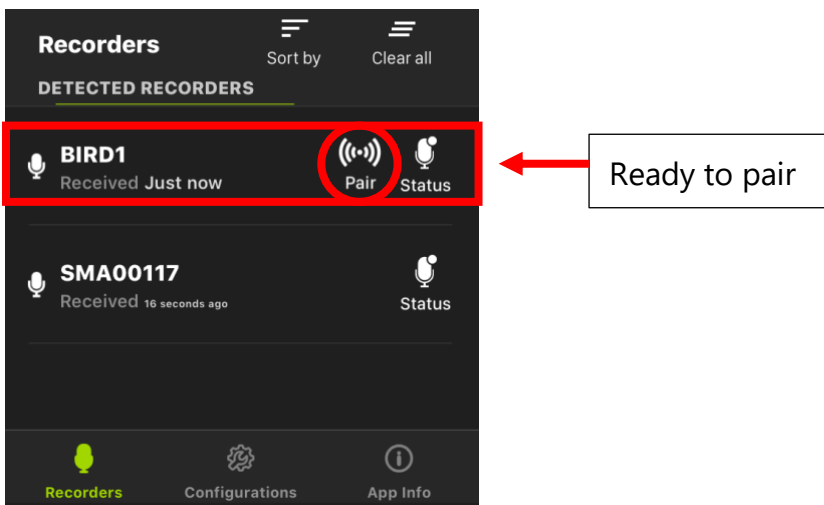 Recorders
Sort by
Clear all
DETECTED RECORDERS
BIRD1
Received Just now
Pair
Status
Ready to pair
SMA00117
Received 16 seconds ago
Status
Recorders
Configurations
App Info